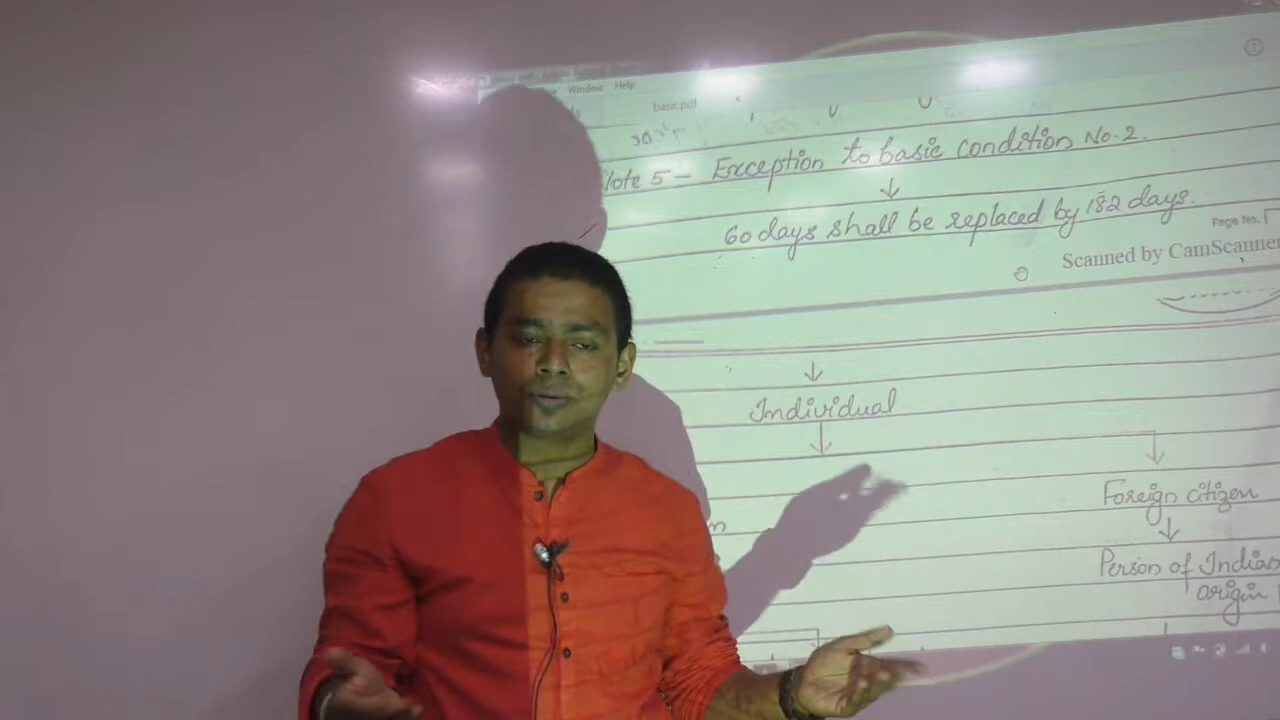 Window Help
basic.pdf
Note 5 - Exception to basic condition No. 2.
60 days shall be replaced by 182 days.
Page No.
Scanned by CamScanner
Individual
Foreign citizen
Person of Indian
origin